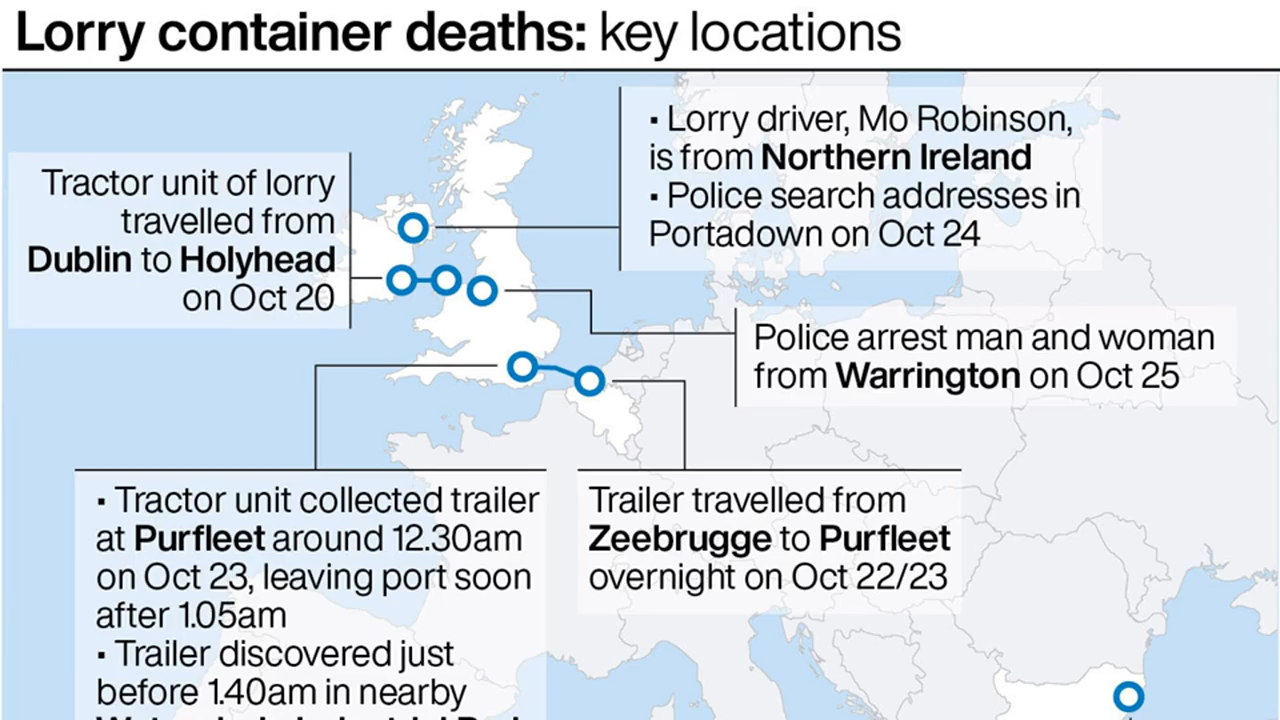 Lorry container deaths: key locations
▪ Lorry driver, Mo Robinson,
is from Northern Ireland
▪ Police search addresses in
Portadown on Oct 24
Tractor unit of lorry
travelled from
Dublin to Holyhead
on Oct 20
Police arrest man and woman
from Warrington on Oct 25
▪ Tractor unit collected trailer
at Purfleet around 12.30am
on Oct 23, leaving port soon
after 1.05am
▪ Trailer discovered just
before 1.40am in nearby
Trailer travelled from
Zeebrugge to Purfleet
overnight on Oct 22/23